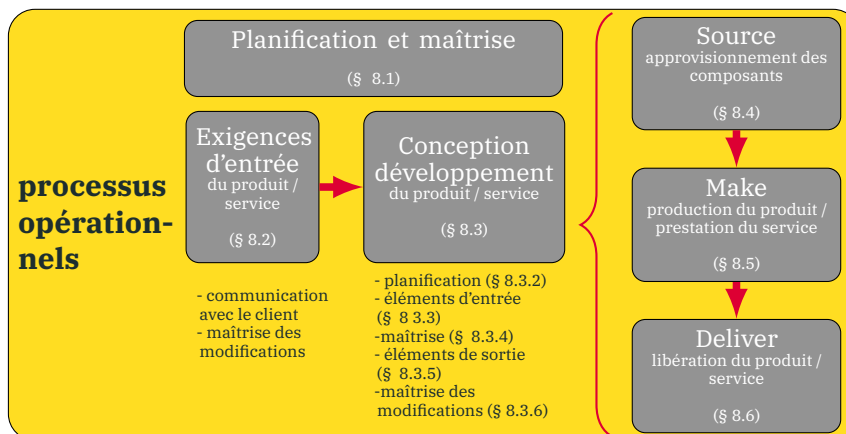 processus
opération-
nels
Planification et maîtrise
(§ 8.1)
Exigences
d'entrée
du produit /
service
(§ 8.2)
- communication
avec le client
- maîtrise des
modifications
Conception
développement
du produit / service
(§ 8.3)
- planification (§ 8.3.2)
- éléments d'entrée
(§ 8 3.3)
-maîtrise (§ 8.3.4)
- éléments de sortie
(§ 8.3.5)
-maîtrise des
modifications (§ 8.3.6)
Source
approvisionnement des
composants
(§ 8.4)
Make
production du produit /
prestation du service
(§ 8.5)
Deliver
libération du produit /
service
(§ 8.6)